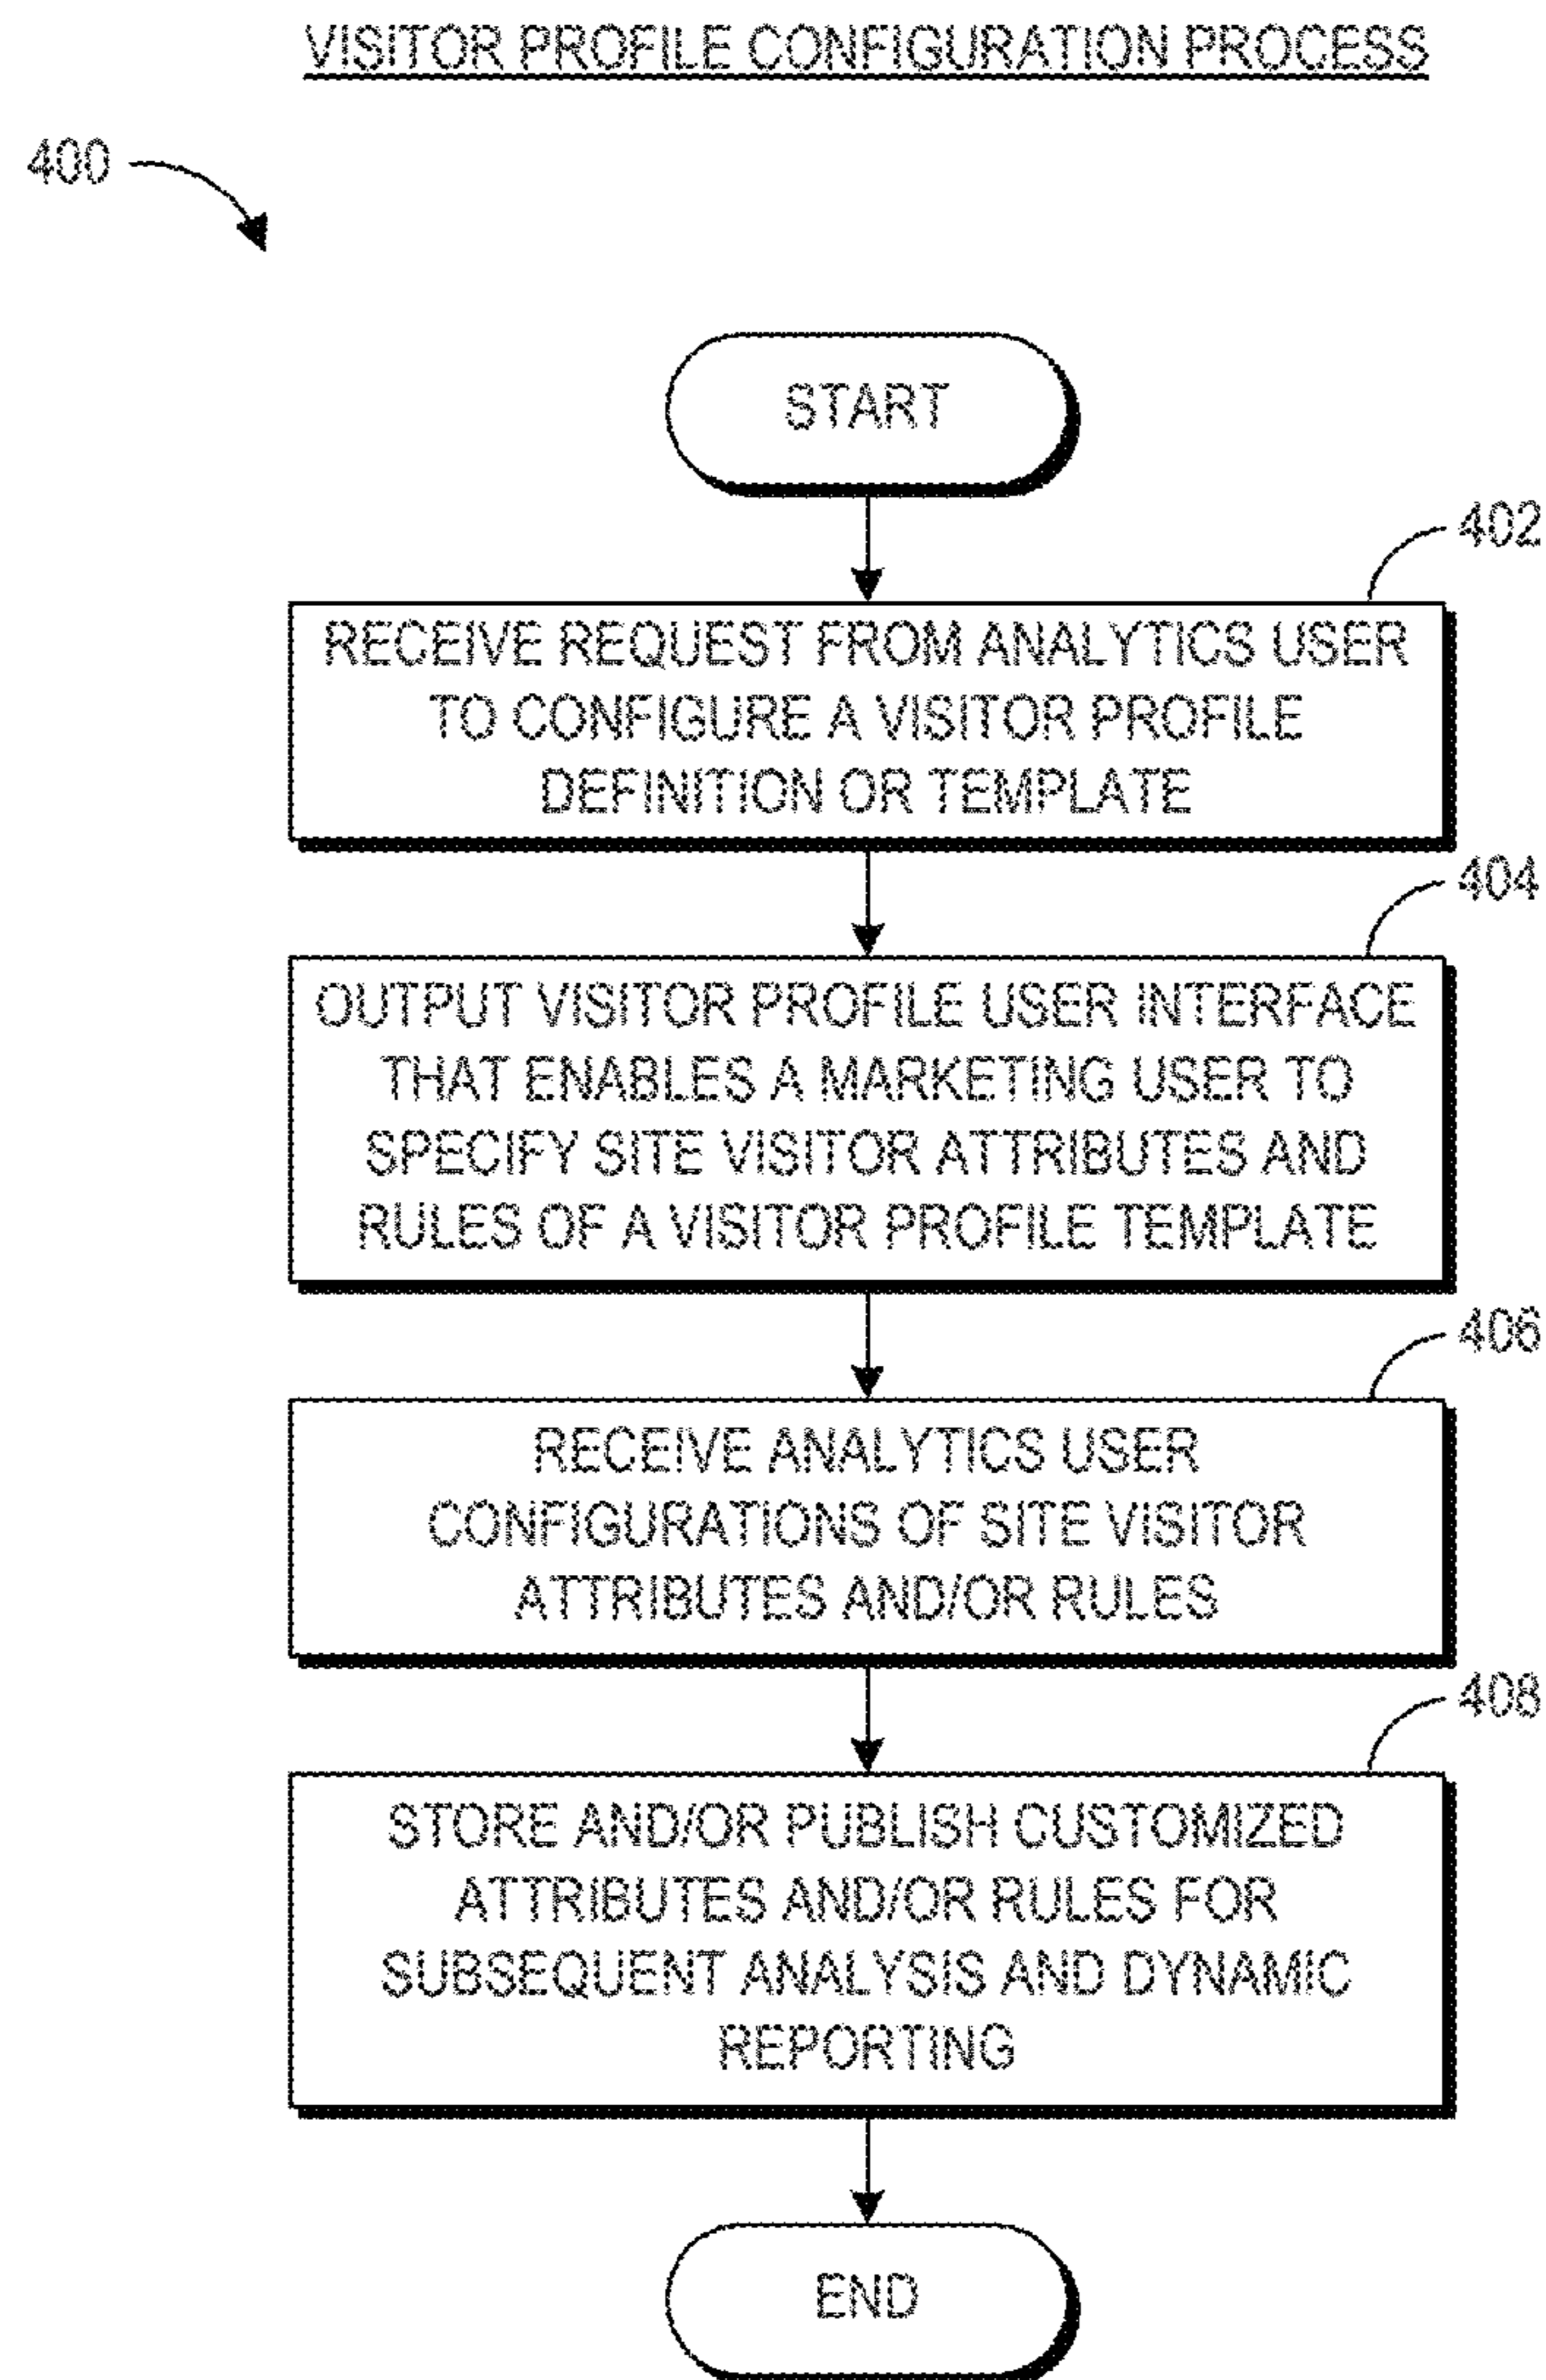 VISITOR PROFILE CONFIGURATION PROCESS
400
START
402
RECEIVE REQUEST FROM ANALYTICS USER
TO CONFIGURE A VISITOR PROFILE
DEFINITION OR TEMPLATE
404
OUTPUT VISITOR PROFILE USER INTERFACE
THAT ENABLES A MARKETING USER TO
SPECIFY SITE VISITOR ATTRIBUTES AND
RULES OF A VISITOR PROFILE TEMPLATE
406
RECEIVE ANALYTICS USER
CONFIGURATIONS OF SITE VISITOR
ATTRIBUTES AND/OR RULES
408
STORE AND/OR PUBLISH CUSTOMIZED
ATTRIBUTES AND/OR RULES FOR
SUBSEQUENT ANALYSIS AND DYNAMIC
REPORTING
END